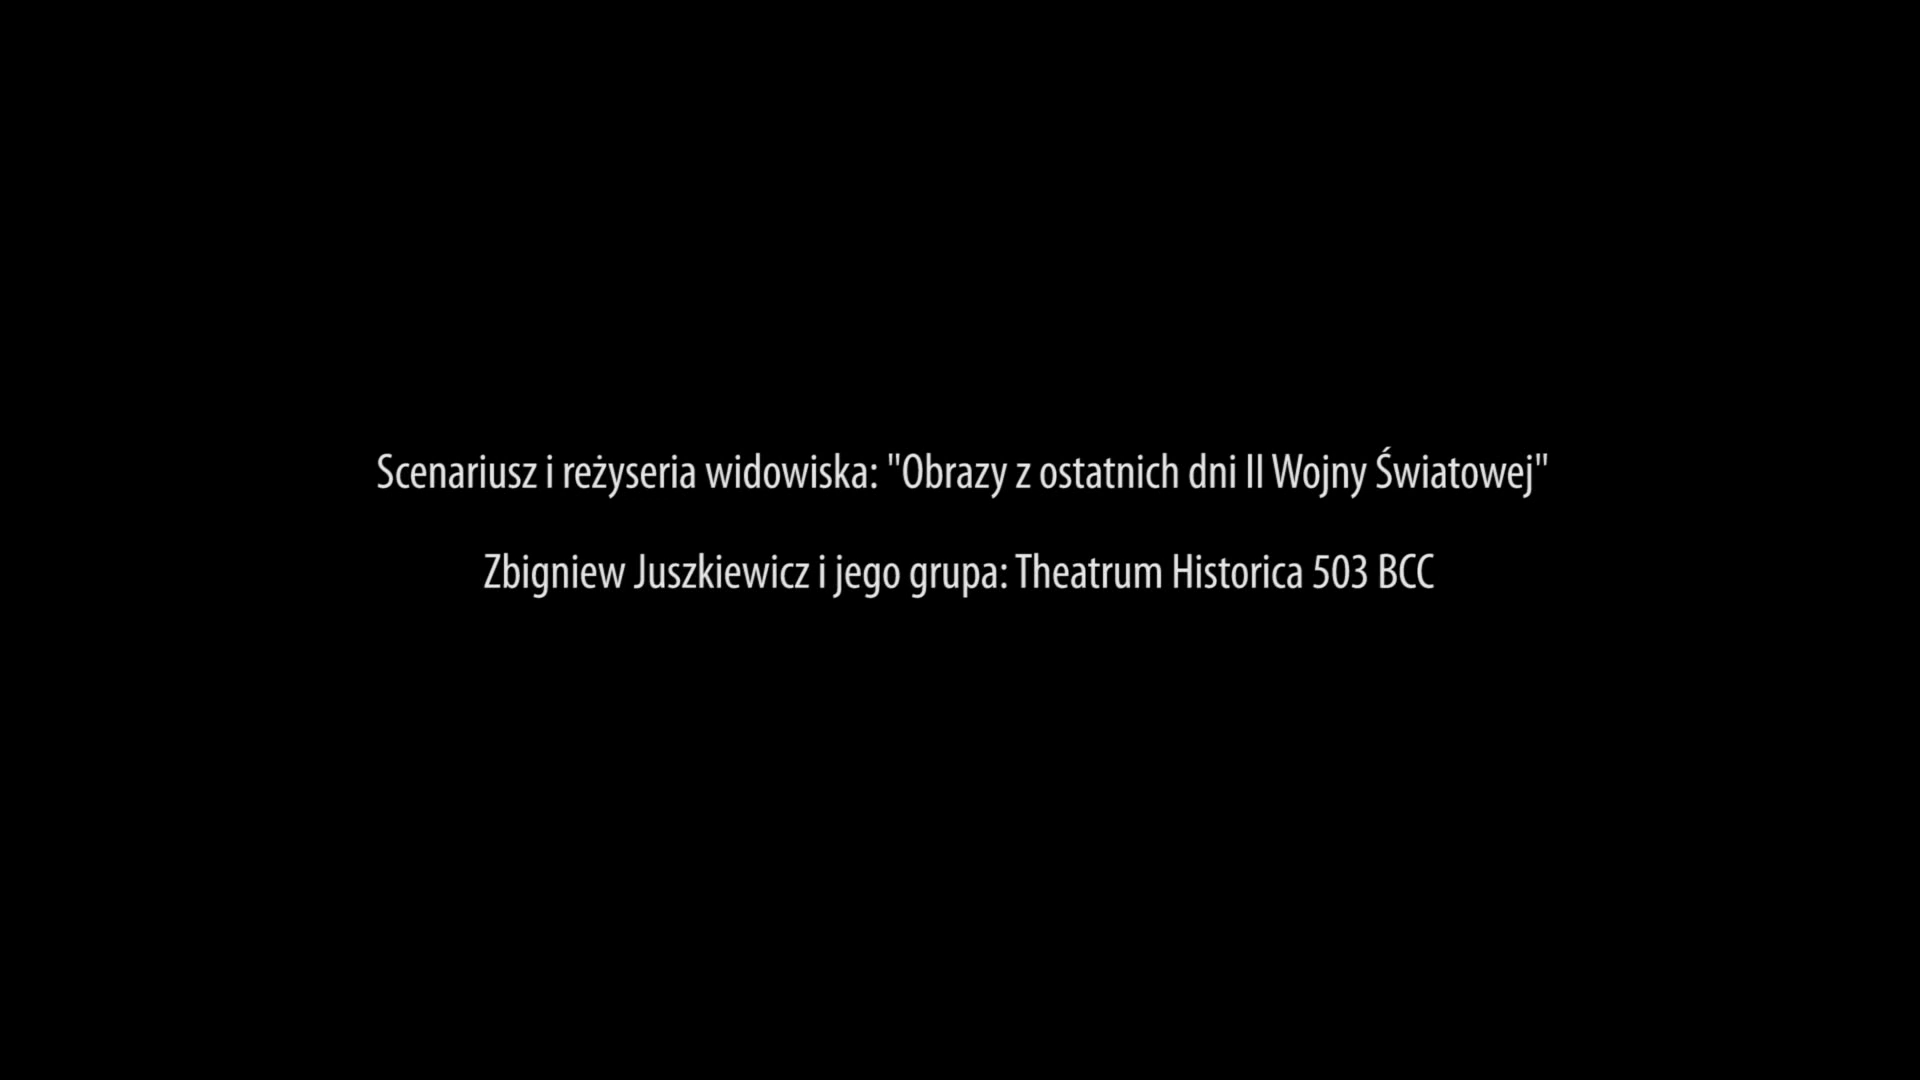 Scenariusz i reżyseria widowiska: "Obrazy z ostatnich dni II Wojny Światowej"
Zbigniew Juszkiewicz i jego grupa: Theatrum Historica 503 BCC